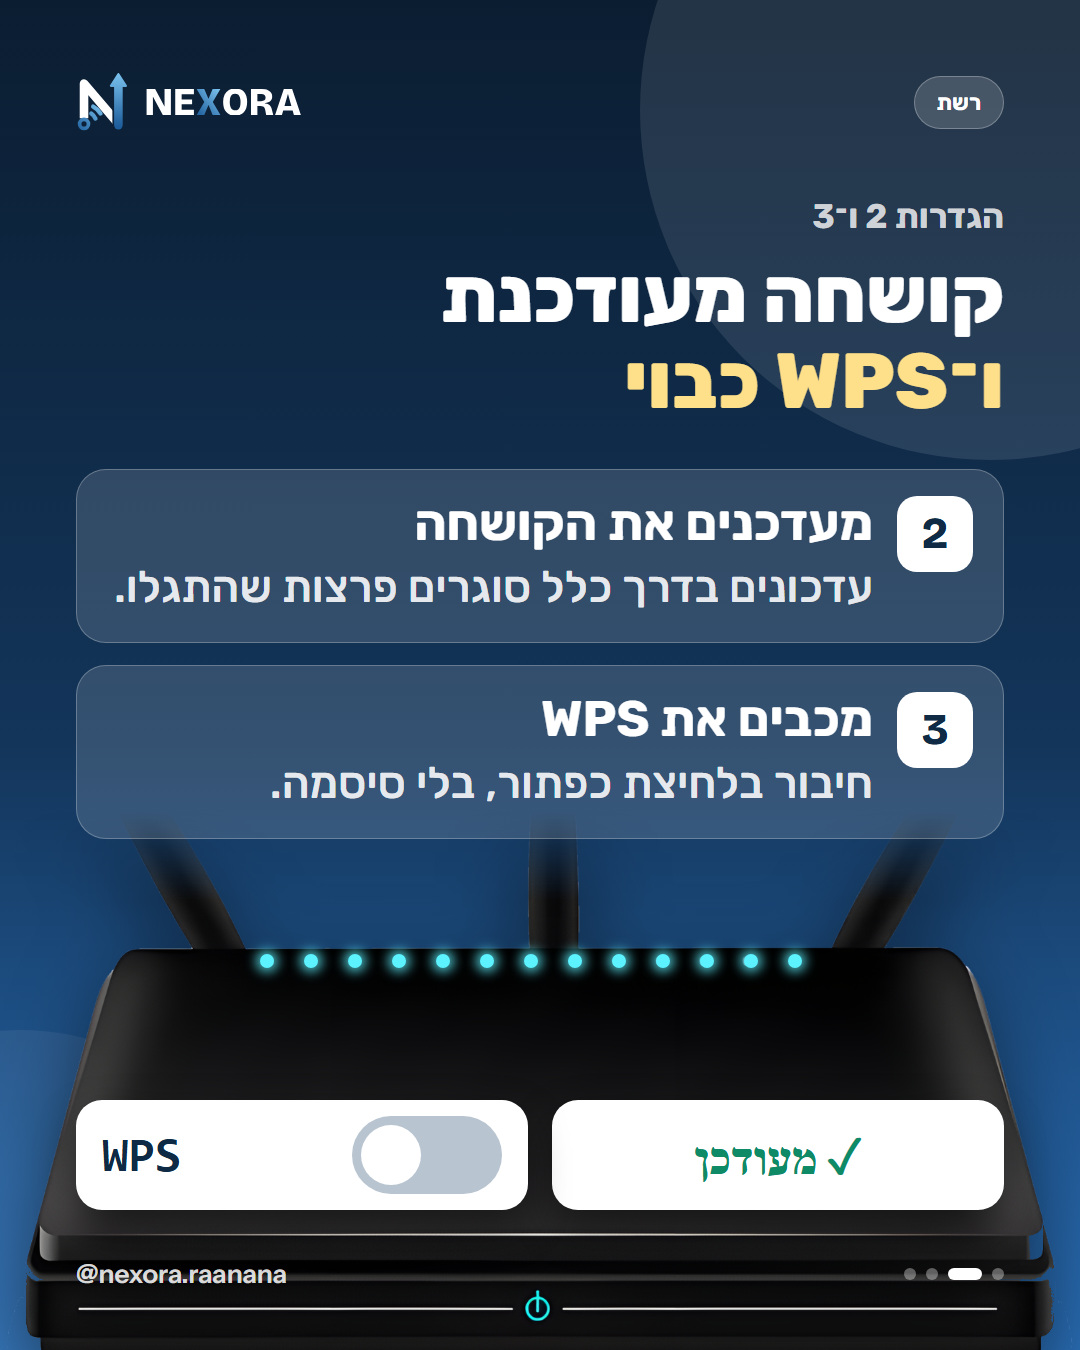 NEXORA
רשת
הגדרות 2 ו־3
קושחה מעודכנת
ו־WPS כבוי
2
מעדכנים את הקושחה
עדכונים בדרך כלל סוגרים פרצות שהתגלו.
3
מכבים את WPS
חיבור בלחיצת כפתור, בלי סיסמה.
✓ מעודכן
WPS
@nexora.raanana